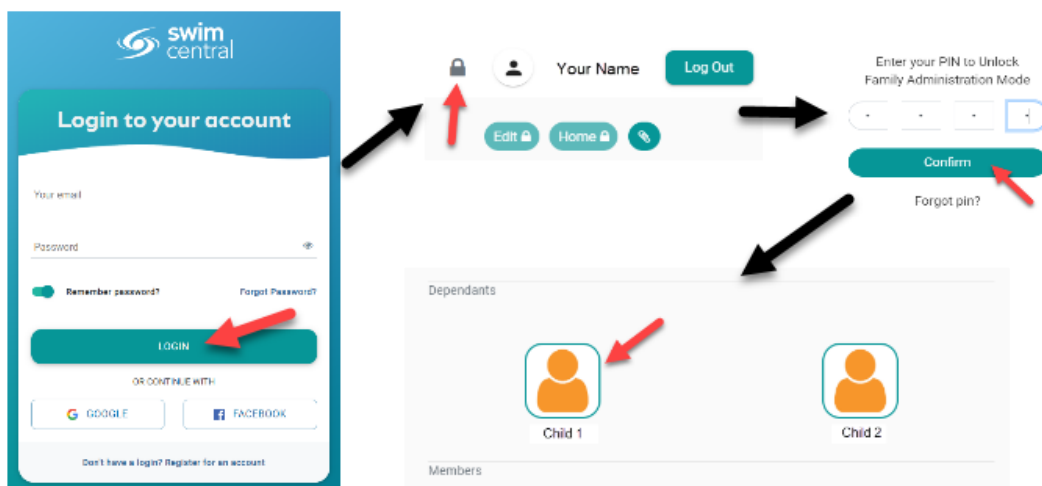 swim
central
Login to your account
Your email
Password
Remember password?
Forgot Password?
LOGIN
OR CONTINUE WITH
GOOGLE
FACEBOOK
Don't have a login? Register for an account
Your Name
Log Out
Edit
Home
Enter your PIN to Unlock
Family Administration Mode
Confirm
Forgot pin?
Dependants
Child 1
Child 2
Members